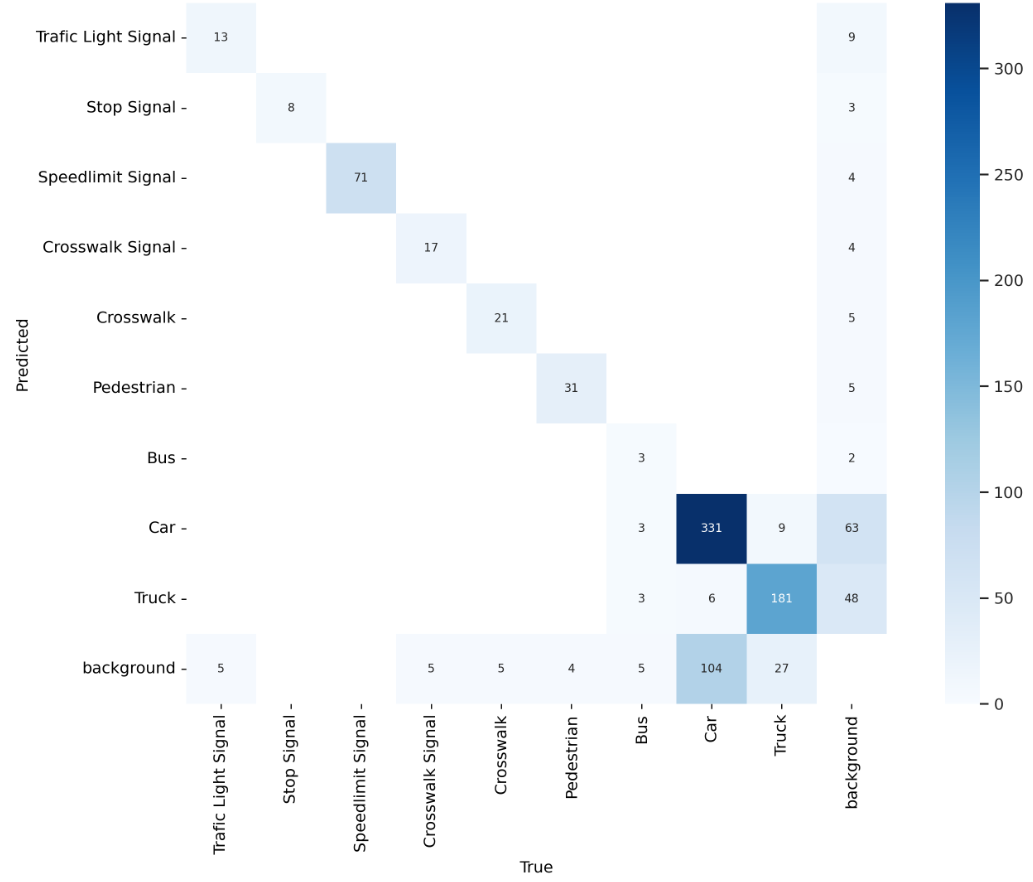 Trafic Light Signal 13 9
300
Stop Signal 8 3
250
Speedlimit Signal 71 4
Crosswalk Signal 17 4
200
Crosswalk 21 5
Predicted
Pedestrian 31 5
150
Bus 3 2
100
Car 3 331 9 63
50
Truck 3 6 181 48
background 5 5 5 4 5 104 27
0
Trafic Light Signal
Stop Signal
Speedlimit Signal
Crosswalk Signal
Crosswalk
Pedestrian
Bus
Car
Truck
background
True